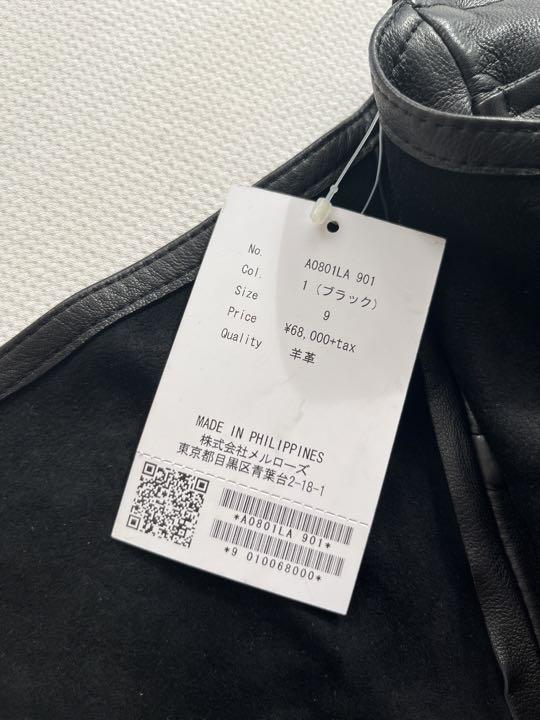 No. A0801LA 901
Col. 1 (ブラック)
Size 9
Price ¥68,000+tax
Quality 羊革
MADE IN PHILIPPINES
株式会社メルローズ
東京都目黒区青葉台2-18-1
*A0801LA 901*
*9 010068000*